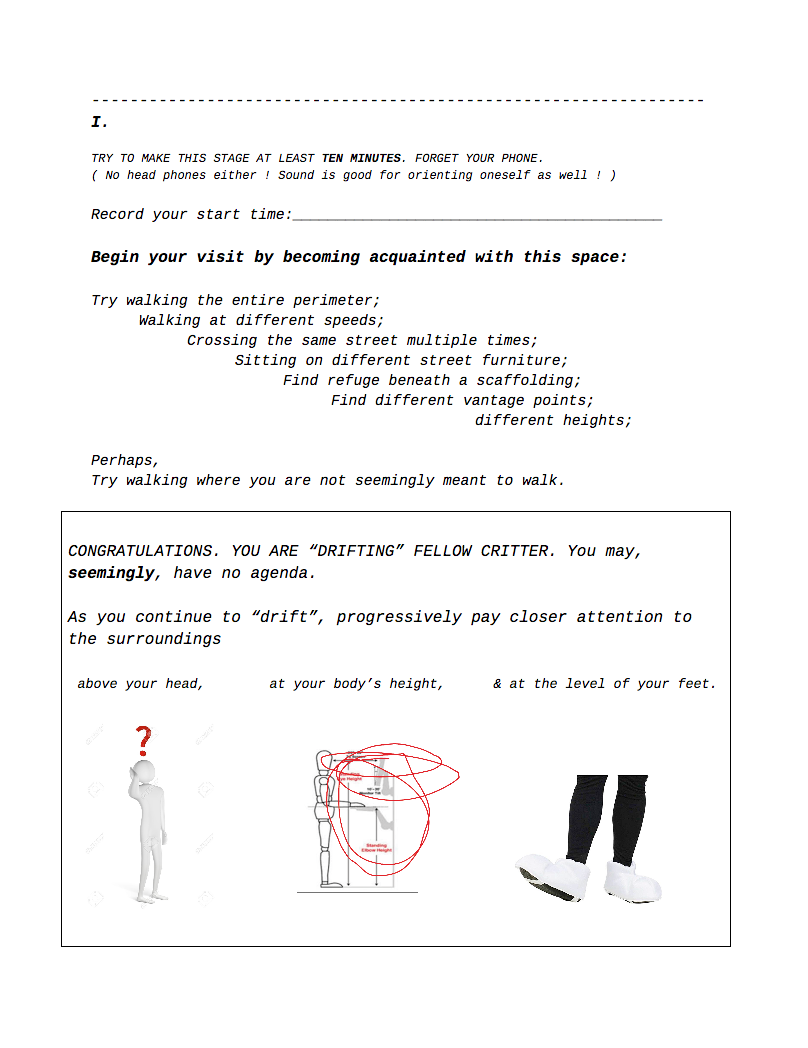 ----------------------------------------------------------------
I.
TRY TO MAKE THIS STAGE AT LEAST TEN MINUTES. FORGET YOUR PHONE.
( No head phones either ! Sound is good for orienting oneself as well ! )
Record your start time:__________________________________________
Begin your visit by becoming acquainted with this space:
Try walking the entire perimeter;
Walking at different speeds;
Crossing the same street multiple times;
Sitting on different street furniture;
Find refuge beneath a scaffolding;
Find different vantage points;
different heights;
Perhaps,
Try walking where you are not seemingly meant to walk.
CONGRATULATIONS. YOU ARE “DRIFTING” FELLOW CRITTER. You may,
seemingly, have no agenda.
As you continue to “drift”, progressively pay closer attention to
the surroundings
above your head, at your body’s height, & at the level of your feet.
?
Eye Height
Standing
Elbow Height